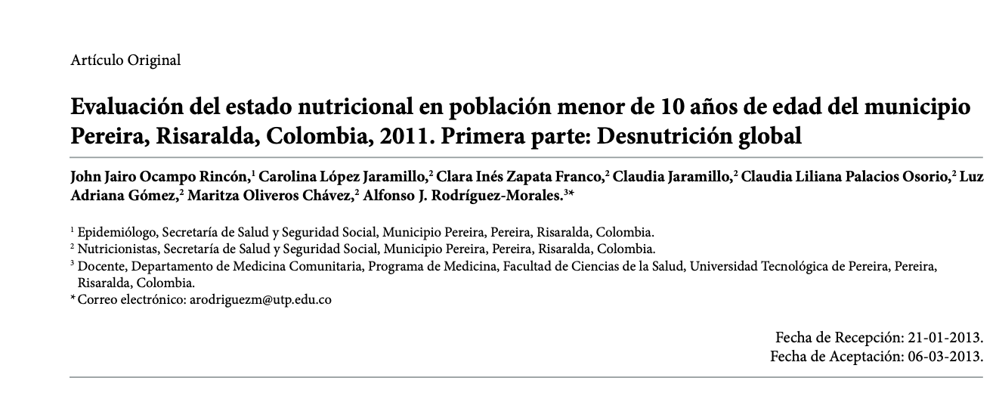 Artículo Original
Evaluación del estado nutricional en población menor de 10 años de edad del municipio
Pereira, Risaralda, Colombia, 2011. Primera parte: Desnutrición global
John Jairo Ocampo Rincón,¹ Carolina López Jaramillo,² Clara Inés Zapata Franco,² Claudia Jaramillo,² Claudia Liliana Palacios Osorio,² Luz
Adriana Gómez,² Maritza Oliveros Chávez,² Alfonso J. Rodríguez-Morales.³*
¹ Epidemiólogo, Secretaría de Salud y Seguridad Social, Municipio Pereira, Pereira, Risaralda, Colombia.
² Nutricionistas, Secretaría de Salud y Seguridad Social, Municipio Pereira, Pereira, Risaralda, Colombia.
³ Docente, Departamento de Medicina Comunitaria, Programa de Medicina, Facultad de Ciencias de la Salud, Universidad Tecnológica de Pereira, Pereira,
Risaralda, Colombia.
* Correo electrónico: arodriguezm@utp.edu.co
Fecha de Recepción: 21-01-2013.
Fecha de Aceptación: 06-03-2013.